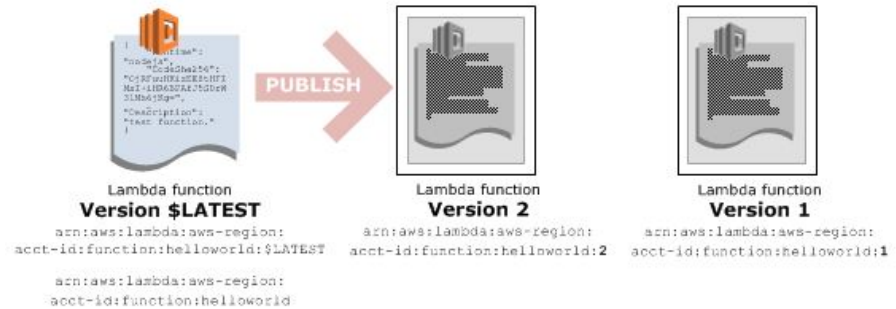 "nodejs",
"Description":
"test function."
PUBLISH
Lambda function
Version $LATEST
arn:aws:lambda:aws-region:
acct-id:function:helloworld:$LATEST
arn:aws:lambda:aws-region:
acct-id:function:helloworld
Lambda function
Version 2
arn:aws:lambda:aws-region:
acct-id:function:helloworld:2
Lambda function
Version 1
arn:aws:lambda:aws-region:
acct-id:function:helloworld:1